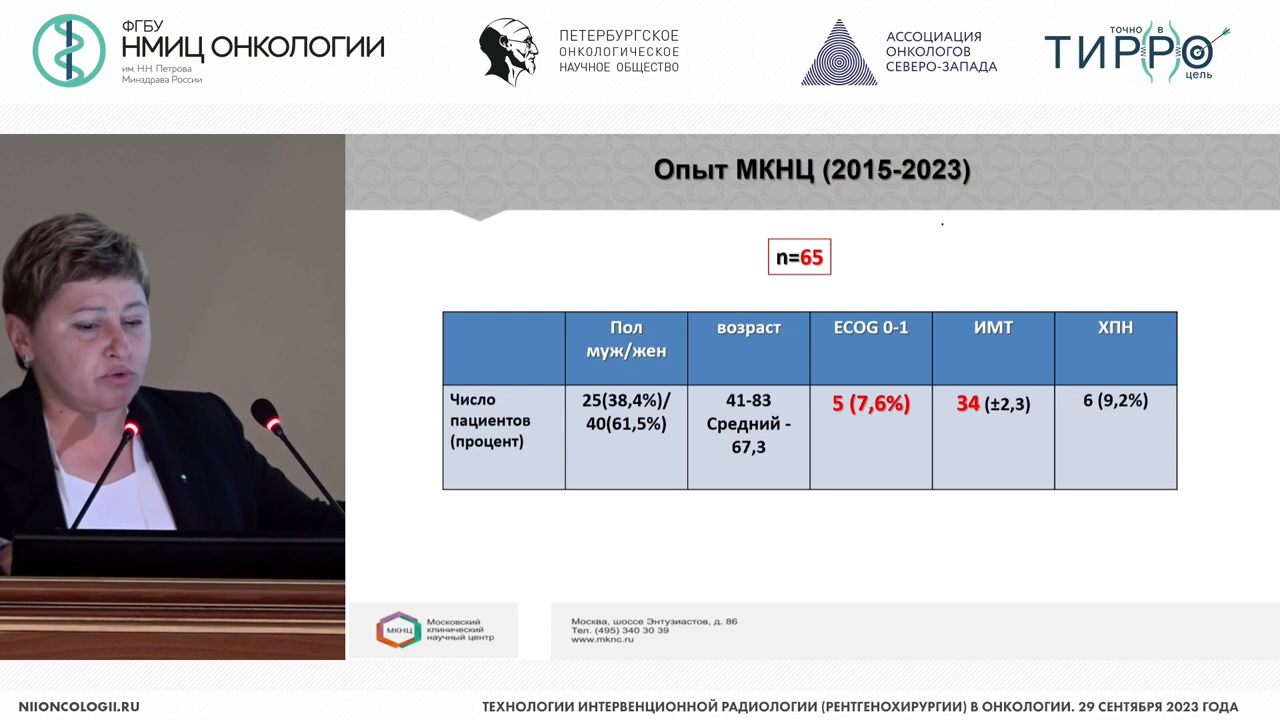 ФГБУ
НМИЦ ОНКОЛОГИИ
им. Н.Н. Петрова
Минздрава России
ПЕТЕРБУРГСКОЕ
ОНКОЛОГИЧЕСКОЕ
НАУЧНОЕ ОБЩЕСТВО
АССОЦИАЦИЯ
ОНКОЛОГОВ
СЕВЕРО-ЗАПАДА
ТОЧНО В
ТИРРО
цель
Опыт МКНЦ (2015-2023)
n=65
Пол
муж/жен
возраст
ECOG 0-1
ИМТ
ХПН
Число
пациентов
(процент)
25(38,4%)/
40(61,5%)
41-83
Средний -
67,3
5 (7,6%)
34 (±2,3)
6 (9,2%)
МКНЦ
Московский
клинический
научный центр
Москва, шоссе Энтузиастов, д. 86
Тел. (495) 340 30 39
www.mknc.ru
NIIONCOLOGII.RU
ТЕХНОЛОГИИ ИНТЕРВЕНЦИОННОЙ РАДИОЛОГИИ (РЕНТГЕНОХИРУРГИИ) В ОНКОЛОГИИ. 29 СЕНТЯБРЯ 2023 ГОДА